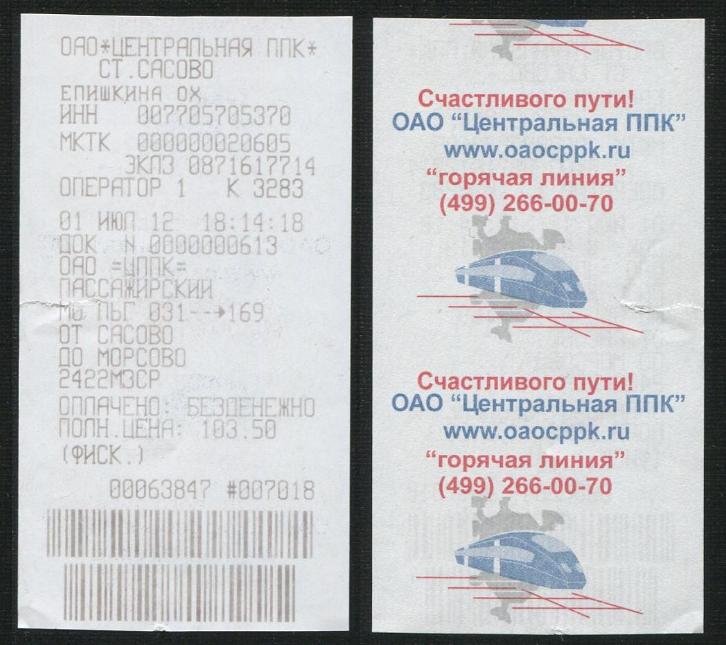 ОАО*ЦЕНТРАЛЬНАЯ ППК*
СТ.САСОВО
ЕПИШКИНА ОХ
ИНН 007705705370
МКТК 000000020605
ЭКЛЗ 0871617714
ОПЕРАТОР 1 К 3283
01 ИЮЛ 12 18:14:18
ДОК N 0000000613
ОАО =ЦППК=
ПАССАЖИРСКИЙ
МО ЛЬГ 031--→169
ОТ САСОВО
ДО МОРСОВО
2422МЗСР
ОПЛАЧЕНО: БЕЗДЕНЕЖНО
ПОЛН.ЦЕНА: 103.50
(ФИСК.)
00063847 #007018
Счастливого пути!
ОАО “Центральная ППК”
www.oaocppk.ru
“горячая линия”
(499) 266-00-70
Счастливого пути!
ОАО “Центральная ППК”
www.oaocppk.ru
“горячая линия”
(499) 266-00-70